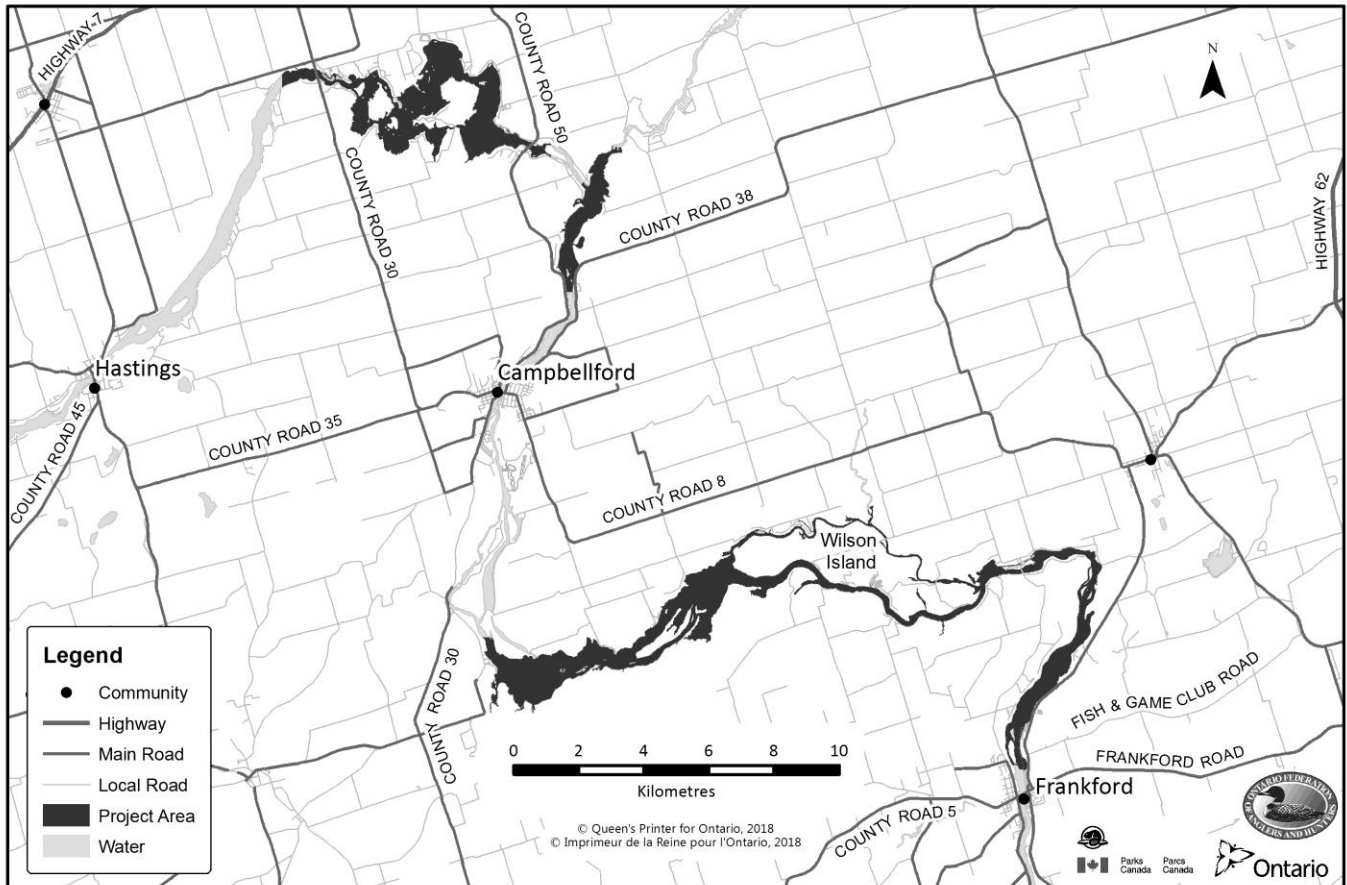 HIGHWAY 7
COUNTY ROAD 50
N
COUNTY ROAD 30
COUNTY ROAD 38
HIGHWAY 62
Hastings
Campbellford
COUNTY ROAD 45
COUNTY ROAD 35
COUNTY ROAD 8
Wilson
Island
COUNTY ROAD 30
FISH & GAME CLUB ROAD
FRANKFORD ROAD
Frankford
COUNTY ROAD 5
Legend
Community
Highway
Main Road
Local Road
Project Area
Water
0 2 4 6 8 10
Kilometres
© Queen's Printer for Ontario, 2018
© Imprimeur de la Reine pour l'Ontario, 2018
ONTARIO FEDERATION
OF ANGLERS AND HUNTERS
Parks Parcs
Canada Canada
Ontario